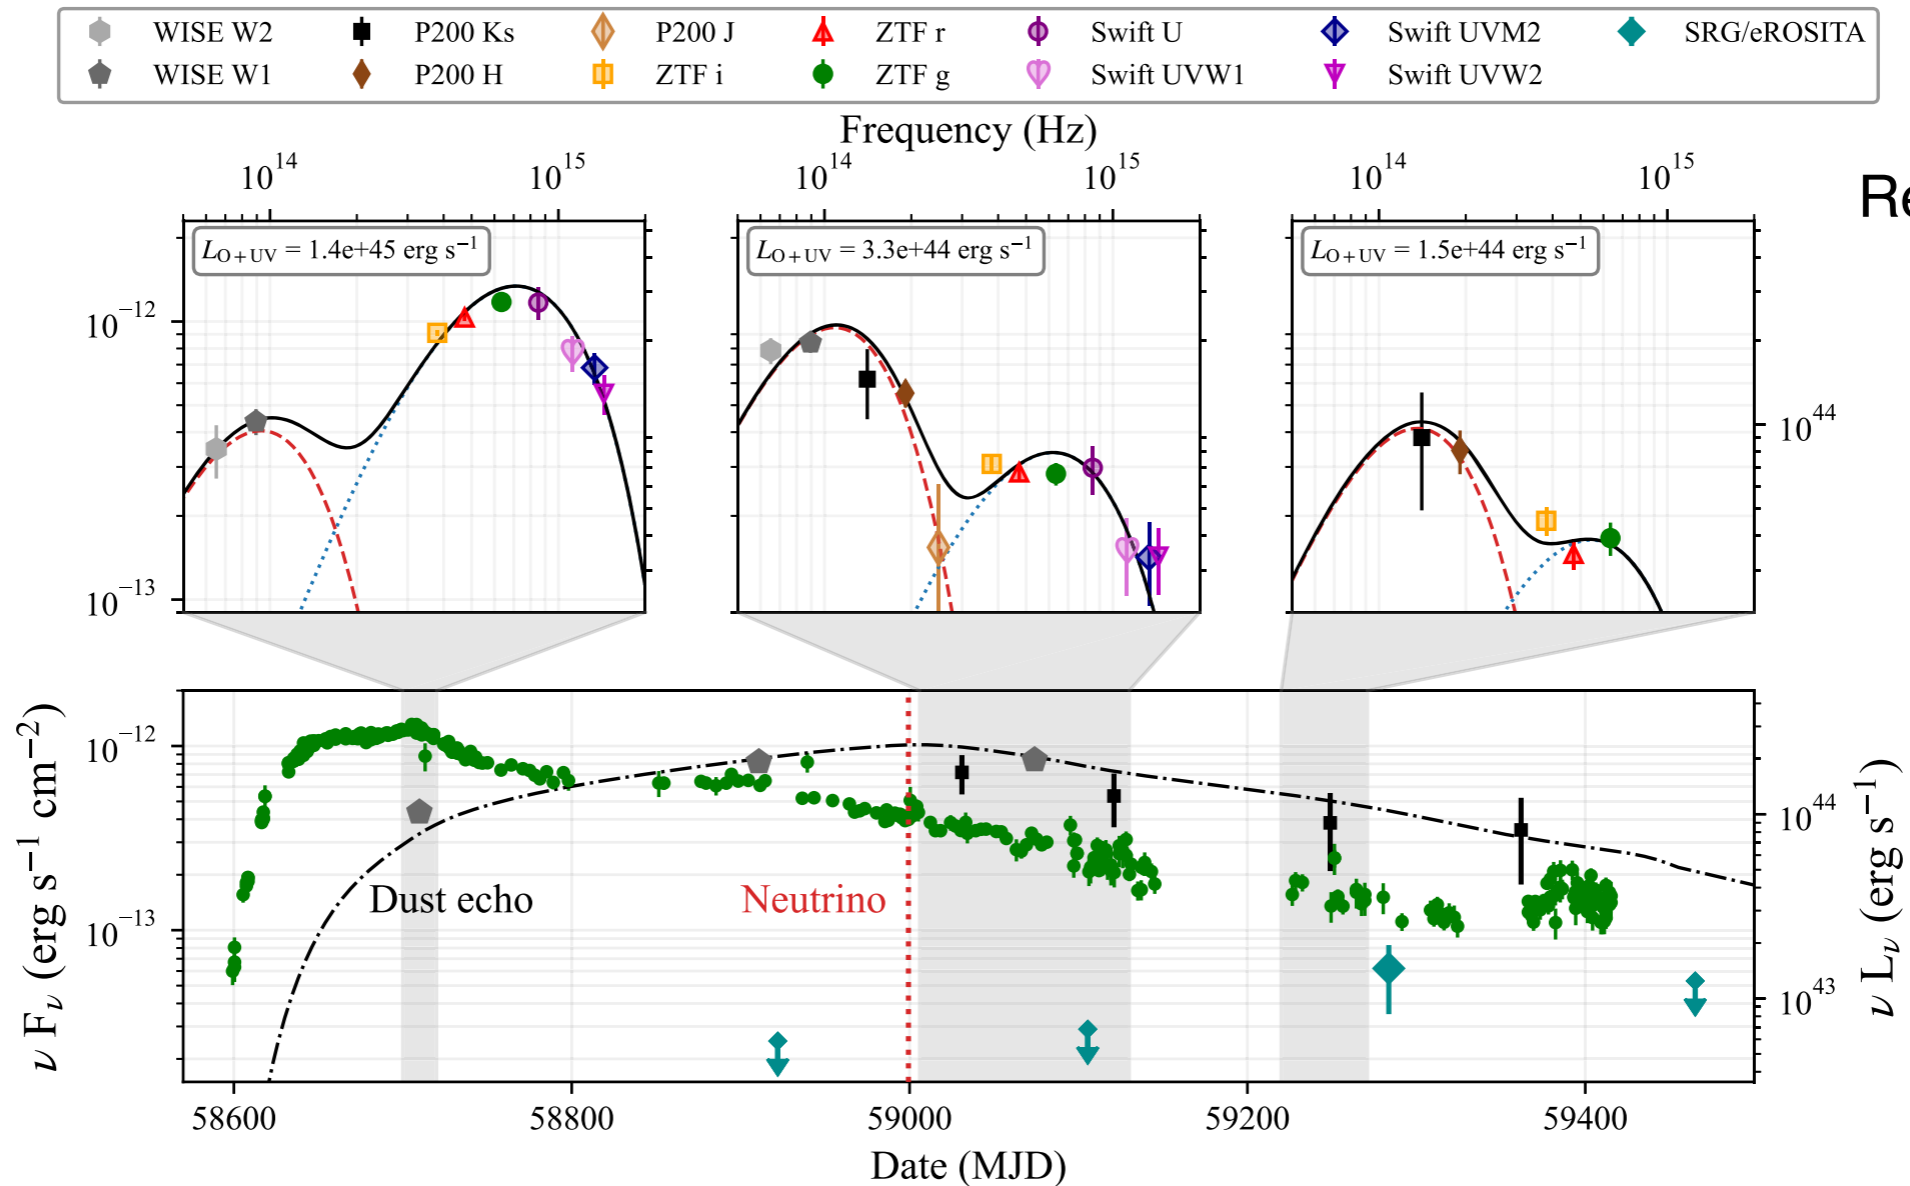 WISE W2 P200 Ks P200 J ZTF r Swift U Swift UVM2 SRG/eROSITA
WISE W1 P200 H ZTF i ZTF g Swift UVW1 Swift UVW2
Frequency (Hz)
10^14 10^15 10^14 10^15 10^14 10^15
Re
L_O+UV = 1.4e+45 erg s^−1 L_O+UV = 3.3e+44 erg s^−1 L_O+UV = 1.5e+44 erg s^−1
10^−12
10^44
10^−13
10^−12
10^44
Dust echo Neutrino
10^−13
10^43
ν F_ν (erg s^−1 cm^−2)
ν L_ν (erg s^−1)
58600 58800 59000 59200 59400
Date (MJD)